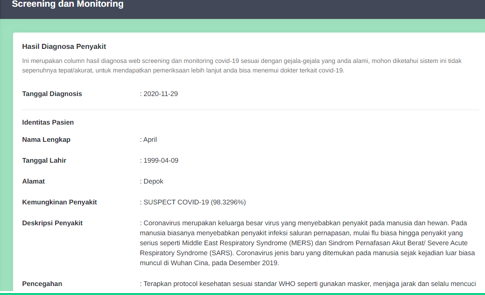 Screening dan Monitoring
Hasil Diagnosa Penyakit
Ini merupakan column hasil diagnosa web screening dan monitoring covid-19 sesuai dengan gejala-gejala yang anda alami, mohon diketahui sistem ini tidak
sepenuhnya tepat/akurat, untuk mendapatkan pemeriksaan lebih lanjut anda bisa menemui dokter terkait covid-19.
Tanggal Diagnosis : 2020-11-29
Identitas Pasien
Nama Lengkap : April
Tanggal Lahir : 1999-04-09
Alamat : Depok
Kemungkinan Penyakit : SUSPECT COVID-19 (98.3296%)
Deskripsi Penyakit : Coronavirus merupakan keluarga besar virus yang menyebabkan penyakit pada manusia dan hewan. Pada
manusia biasanya menyebabkan penyakit infeksi saluran pernapasan, mulai flu biasa hingga penyakit yang
serius seperti Middle East Respiratory Syndrome (MERS) dan Sindrom Pernafasan Akut Berat/ Severe Acute
Respiratory Syndrome (SARS). Coronavirus jenis baru yang ditemukan pada manusia sejak kejadian luar biasa
muncul di Wuhan Cina, pada Desember 2019.
Pencegahan : Terapkan protocol kesehatan sesuai standar WHO seperti gunakan masker, menjaga jarak dan selalu mencuci